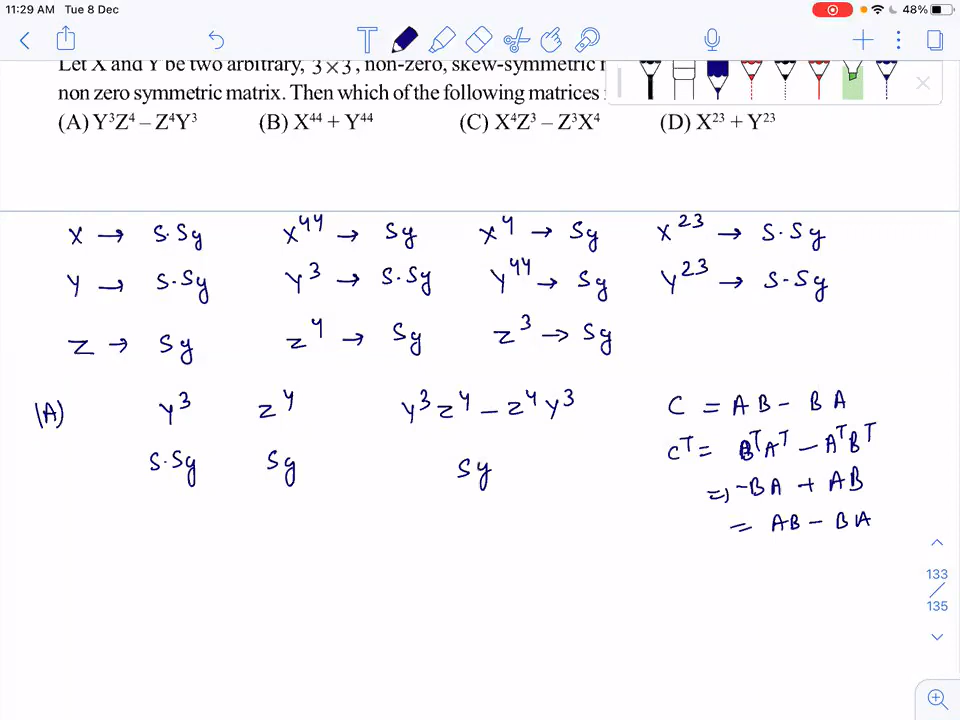 11:29 AM Tue 8 Dec 48%
Let X and Y be two arbitrary, 3 × 3, non-zero, skew-symmetric
non zero symmetric matrix. Then which of the following matrices
(A) Y³Z⁴ – Z⁴Y³ (B) X⁴⁴ + Y⁴⁴ (C) X⁴Z³ – Z³X⁴ (D) X²³ + Y²³
X → S.Sy X⁴⁴ → Sy X⁴ → Sy X²³ → S.Sy
Y → S.Sy Y³ → S.Sy Y⁴⁴ → Sy Y²³ → S-Sy
Z → Sy Z⁴ → Sy Z³ → Sy
(A) Y³ Z⁴ Y³Z⁴ – Z⁴Y³ C = AB – BA
S.Sy Sy Sy Cᵀ = BᵀAᵀ – AᵀBᵀ
=) -BA + AB
= AB – BA
133
/
135